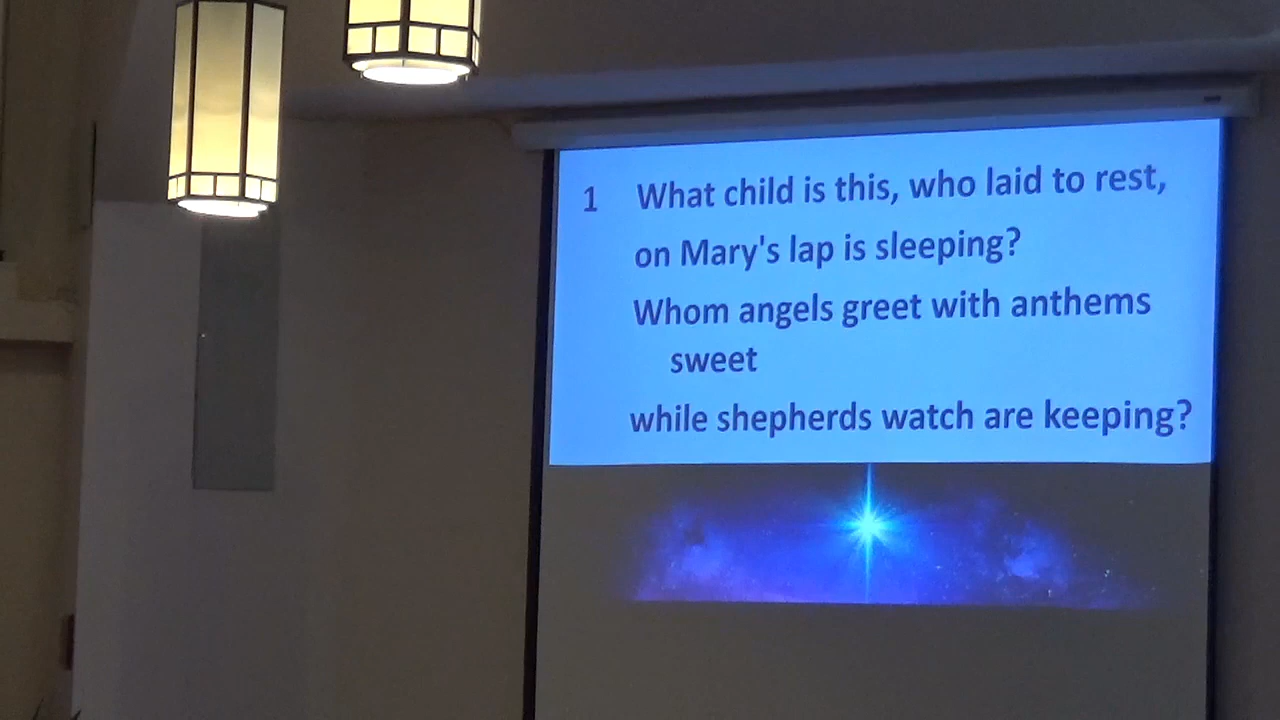 1 What child is this, who laid to rest,
on Mary's lap is sleeping?
Whom angels greet with anthems
sweet
while shepherds watch are keeping?